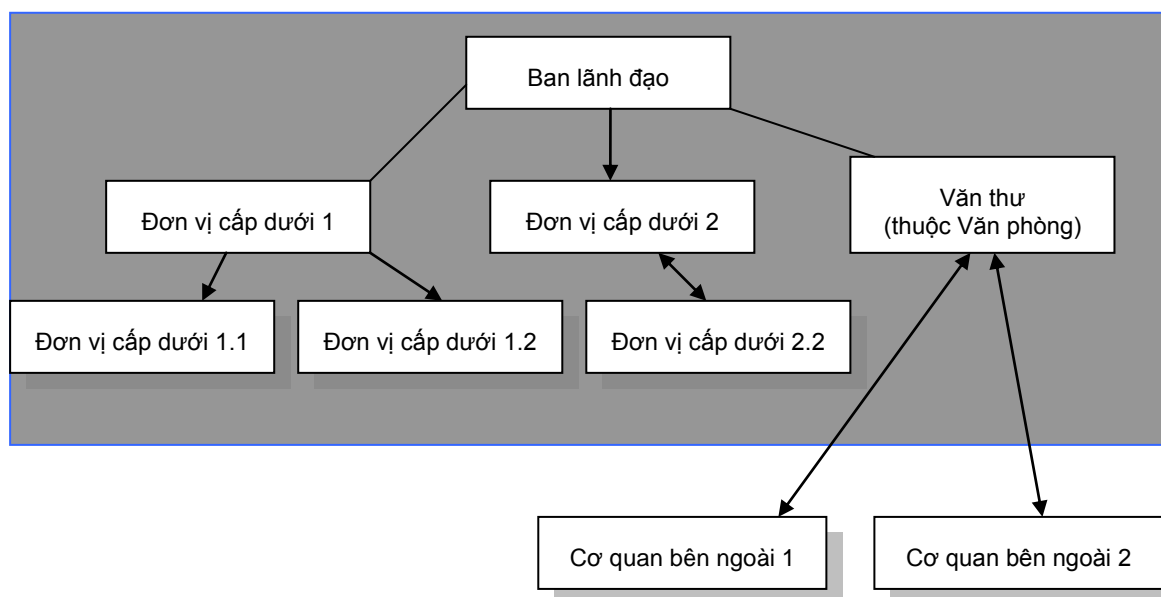 Ban lãnh đạo
Đơn vị cấp dưới 1
Đơn vị cấp dưới 2
Văn thư
(thuộc Văn phòng)
Đơn vị cấp dưới 1.1
Đơn vị cấp dưới 1.2
Đơn vị cấp dưới 2.2
Cơ quan bên ngoài 1
Cơ quan bên ngoài 2